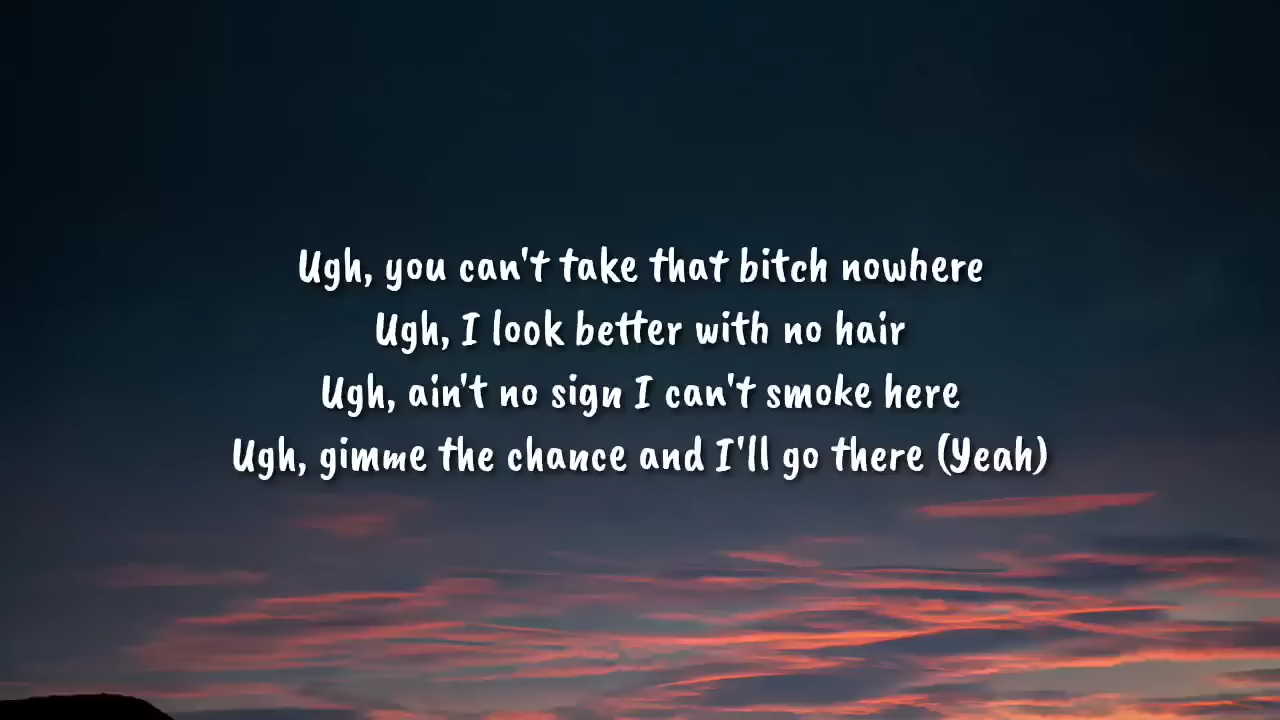 Ugh, you can't take that bitch nowhere
Ugh, I look better with no hair
Ugh, ain't no sign I can't smoke here
Ugh, gimme the chance and I'll go there (Yeah)